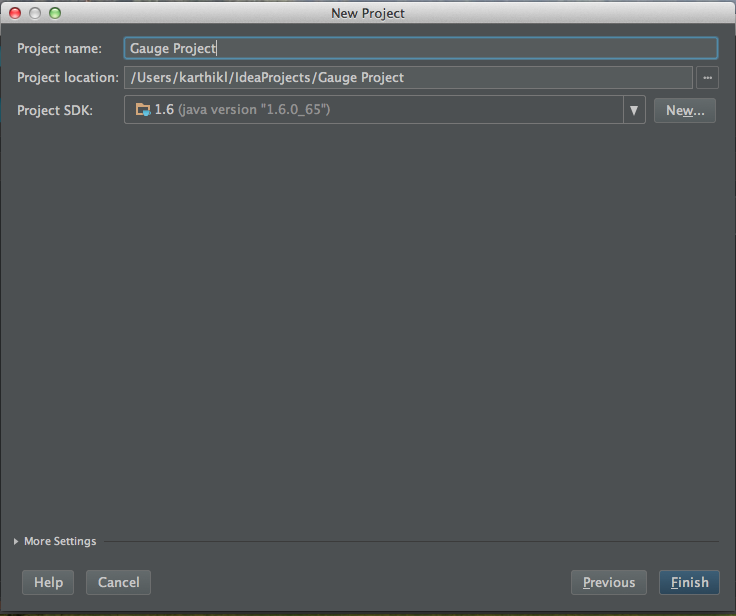 New Project
Project name: Gauge Project
Project location: /Users/karthikl/IdeaProjects/Gauge Project ...
Project SDK: 1.6 (java version "1.6.0_65") New...
More Settings
Help Cancel Previous Finish